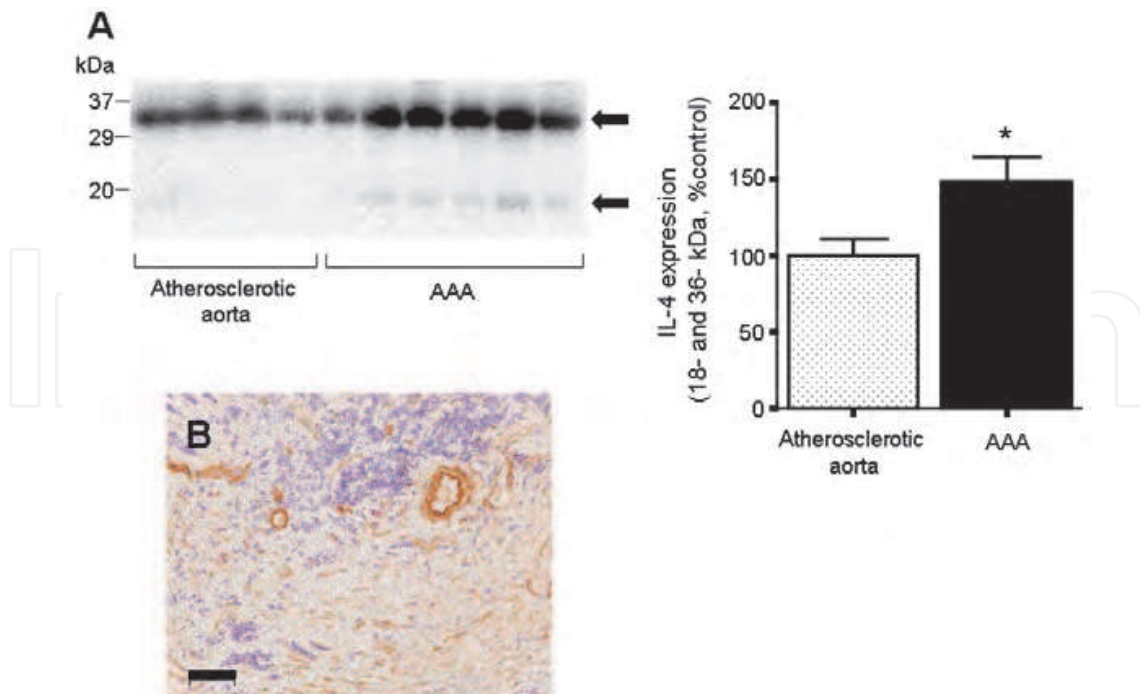 A
kDa
37
29
20
Atherosclerotic
aorta
AAA
IL-4 expression
(18- and 36- kDa, %control)
200
150
100
50
0
*
Atherosclerotic
aorta
AAA
B